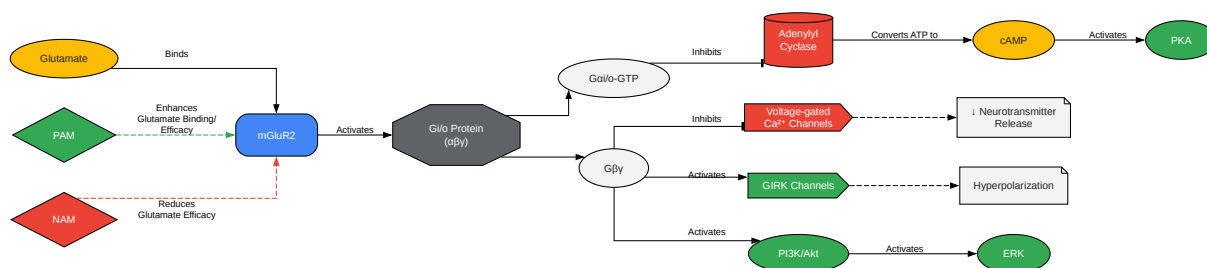 Glutamate
Binds
PAM
Enhances
Glutamate Binding/
Efficacy
NAM
Reduces
Glutamate Efficacy
mGluR2
Activates
Gi/o Protein
(αβγ)
Gαi/o-GTP
Inhibits
Adenylyl
Cyclase
Converts ATP to
cAMP
Activates
PKA
Gβγ
Inhibits
Voltage-gated
Ca²⁺ Channels
↓ Neurotransmitter
Release
Activates
GIRK Channels
Hyperpolarization
Activates
PI3K/Akt
Activates
ERK